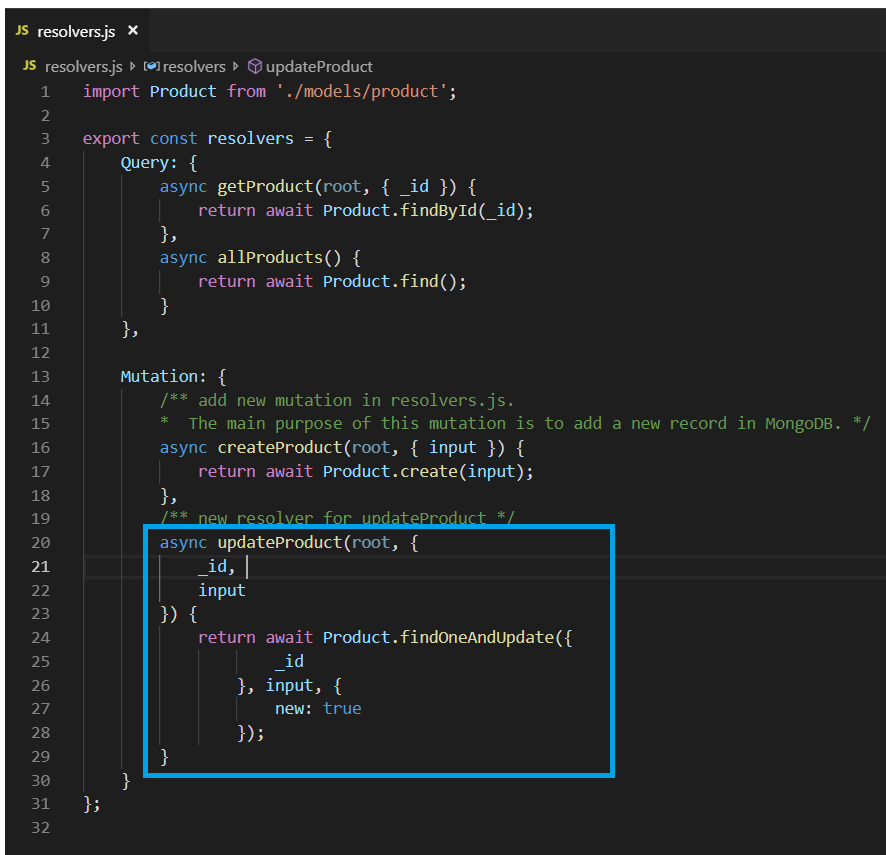 JS resolvers.js ×
JS resolvers.js resolvers updateProduct
1 import Product from './models/product';
2
3 export const resolvers = {
4 Query: {
5 async getProduct(root, { _id }) {
6 return await Product.findById(_id);
7 },
8 async allProducts() {
9 return await Product.find();
10 }
11 },
12
13 Mutation: {
14 /** add new mutation in resolvers.js.
15 *  The main purpose of this mutation is to add a new record in MongoDB. */
16 async createProduct(root, { input }) {
17 return await Product.create(input);
18 },
19 /** new resolver for updateProduct */
20 async updateProduct(root, {
21 _id,
22 input
23 }) {
24 return await Product.findOneAndUpdate({
25 _id
26 }, input, {
27 new: true
28 });
29 }
30 }
31 };
32